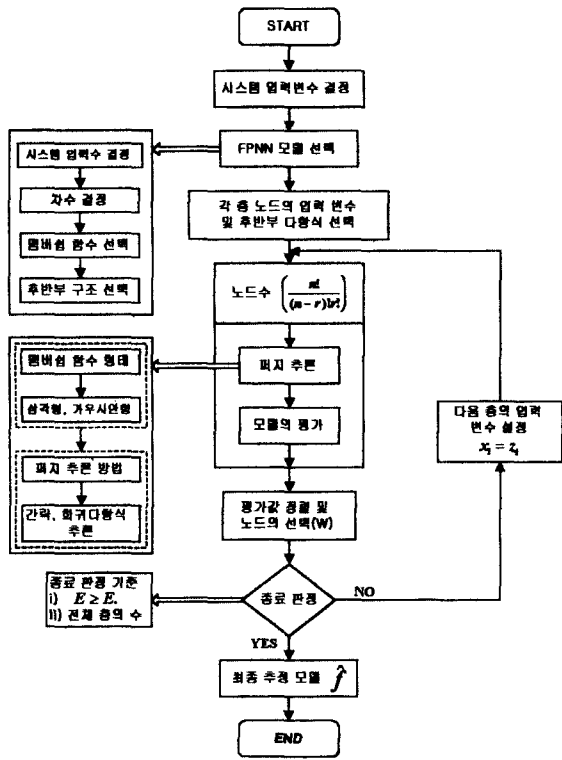 START
시스템 입력변수 결정
FPNN 모델 선택
시스템 입력수 결정
차수 결정
멤버쉽 함수 선택
후반부 구조 선택
각 층 노드의 입력 변수
및 후반부 다항식 선택
노드수 (n!/(n-r)!r!)
퍼지 추론
모델의 평가
멤버쉽 함수 형태
삼각형, 가우시안형
퍼지 추론 방법
간략, 회귀다항식
추론
다음 층의 입력
변수 설정
x_j = z_i
평가값 정렬 및
노드의 선택(W)
종료 판정 기준
i) E ≥ E*
ii) 전체 층의 수
종료 판정
NO
YES
최종 추정 모델 f̂
END